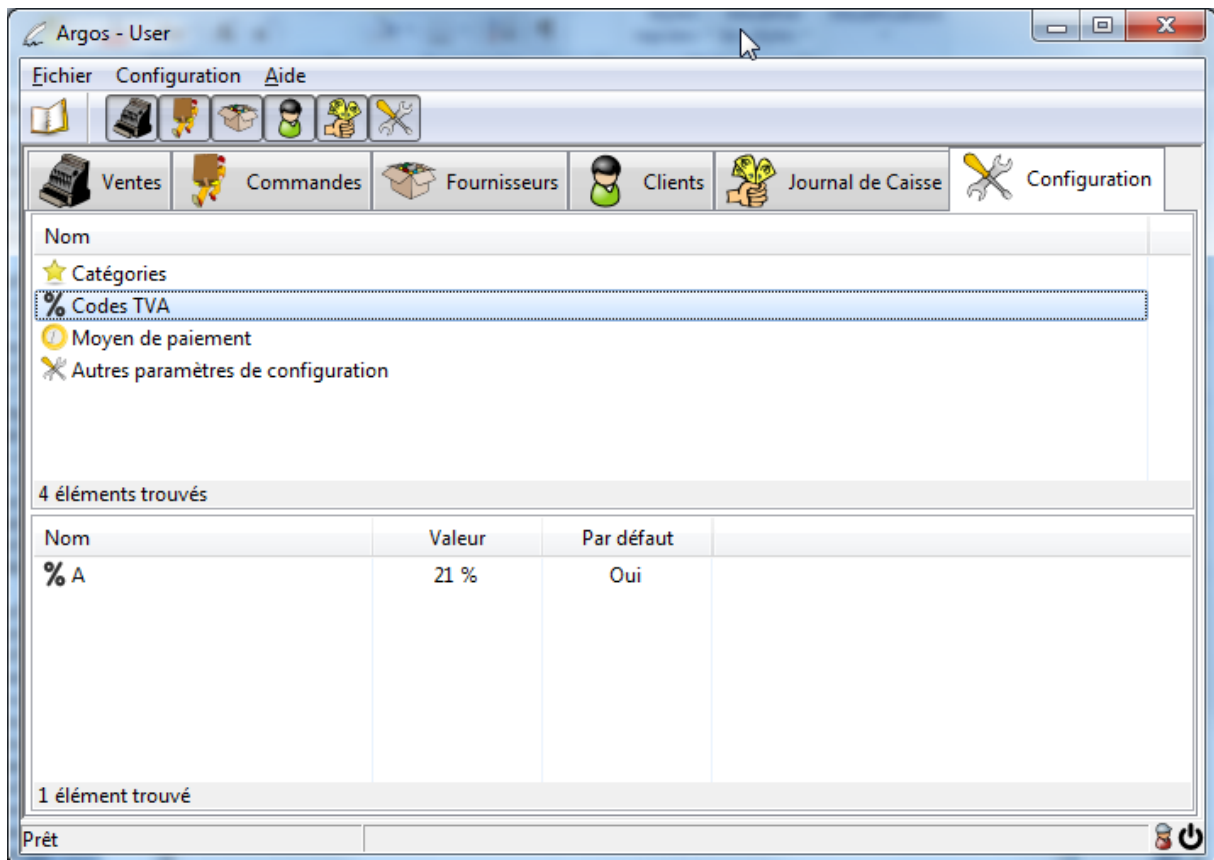 Argos - User
Fichier Configuration Aide
Ventes Commandes Fournisseurs Clients Journal de Caisse Configuration
Nom
Catégories
% Codes TVA
Moyen de paiement
Autres paramètres de configuration
4 éléments trouvés
Nom Valeur Par défaut
% A 21 % Oui
1 élément trouvé
Prêt